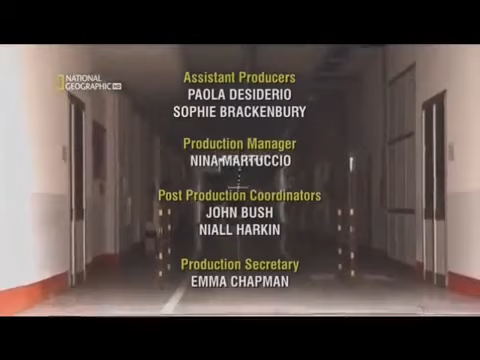 NATIONAL
GEOGRAPHIC HD
Assistant Producers
PAOLA DESIDERIO
SOPHIE BRACKENBURY
Production Manager
NINA MARTUCCIO
Post Production Coordinators
JOHN BUSH
NIALL HARKIN
Production Secretary
EMMA CHAPMAN